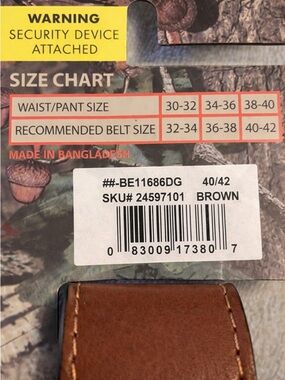 WARNING
SECURITY DEVICE
ATTACHED
SIZE CHART
WAIST/PANT SIZE 30-32 34-36 38-40
RECOMMENDED BELT SIZE 32-34 36-38 40-42
MADE IN BANGLADESH
##-BE11686DG 40/42
SKU# 24597101 BROWN
0 83009 17380 7